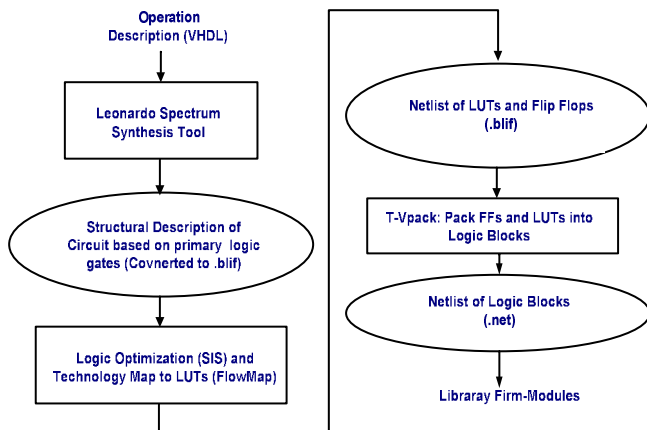 Operation
Description (VHDL)
Leonardo Spectrum
Synthesis Tool
Structural Description of
Circuit based on primary logic
gates (Covnerted to .blif)
Logic Optimization (SIS) and
Technology Map to LUTs (FlowMap)
Netlist of LUTs and Flip Flops
(.blif)
T-Vpack: Pack FFs and LUTs into
Logic Blocks
Netlist of Logic Blocks
(.net)
Libraray Firm-Modules